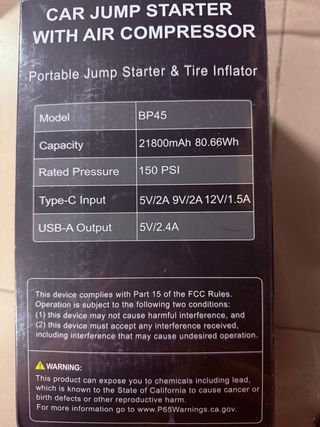 CAR JUMP STARTER
WITH AIR COMPRESSOR
Portable Jump Starter & Tire Inflator
Model BP45
Capacity 21800mAh 80.66Wh
Rated Pressure 150 PSI
Type-C Input 5V/2A 9V/2A 12V/1.5A
USB-A Output 5V/2.4A
This device complies with Part 15 of the FCC Rules.
Operation is subject to the following two conditions:
(1) this device may not cause harmful interference, and
(2) this device must accept any interference received,
including interference that may cause undesired operation.
WARNING:
This product can expose you to chemicals including lead,
which is known to the State of California to cause cancer or
birth defects or other reproductive harm.
For more information go to www.P65Warnings.ca.gov.